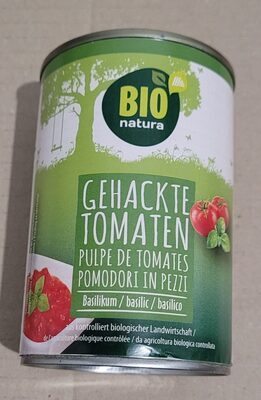 BIO
natura
GEHACKTE
TOMATEN
PULPE DE TOMATES
POMODORI IN PEZZI
Basilikum / basilic / basilico
aus kontrolliert biologischer Landwirtschaft /
de l'agriculture biologique contrôlée / da agricoltura biologica controllata